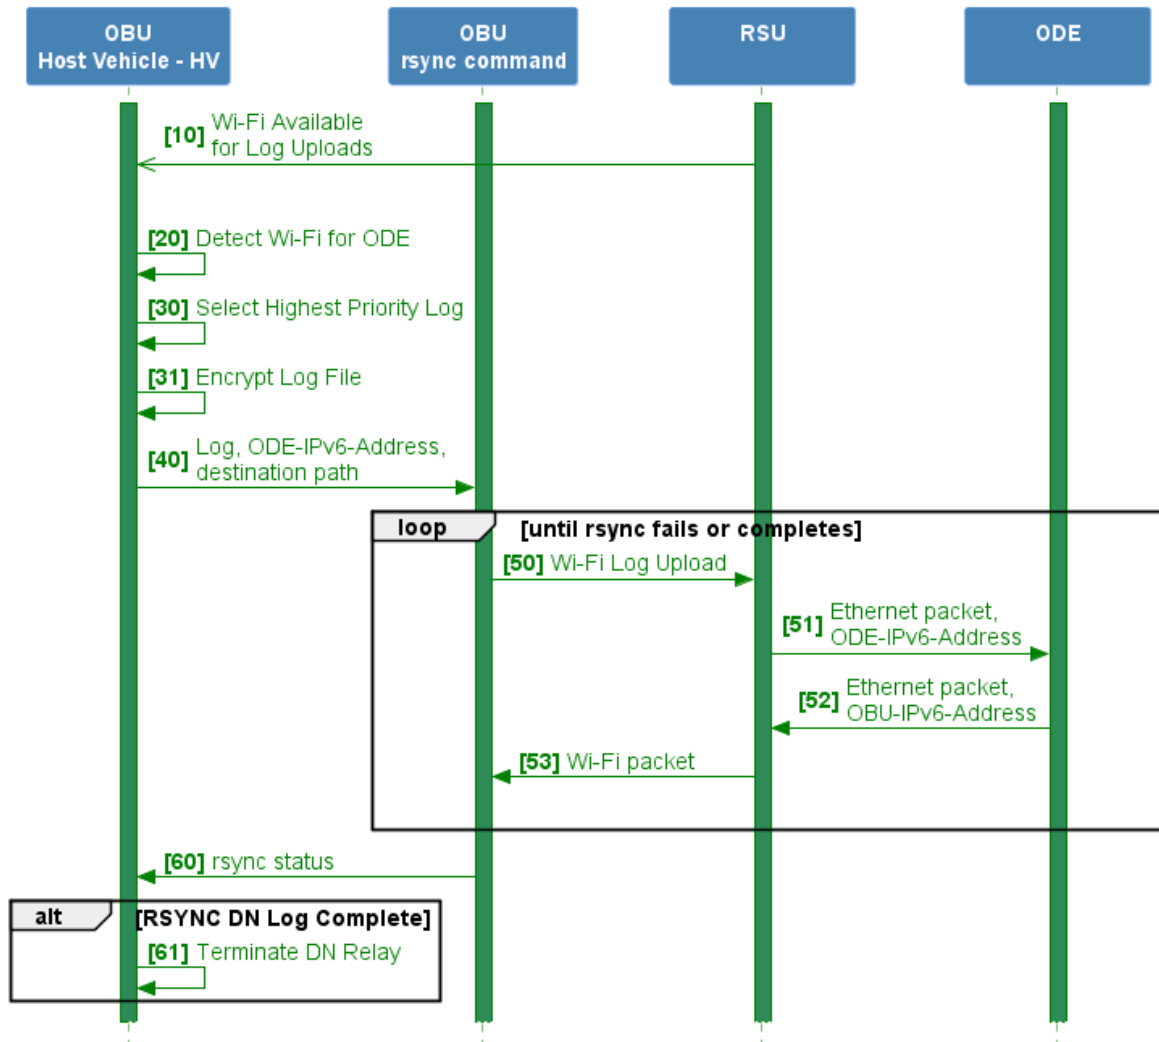 OBU
Host Vehicle - HV
OBU
rsync command
RSU
ODE
[10] Wi-Fi Available
for Log Uploads
[20] Detect Wi-Fi for ODE
[30] Select Highest Priority Log
[31] Encrypt Log File
[40] Log, ODE-IPv6-Address,
destination path
loop [until rsync fails or completes]
[50] Wi-Fi Log Upload
[51] Ethernet packet,
ODE-IPv6-Address
[52] Ethernet packet,
OBU-IPv6-Address
[53] Wi-Fi packet
[60] rsync status
alt [RSYNC DN Log Complete]
[61] Terminate DN Relay